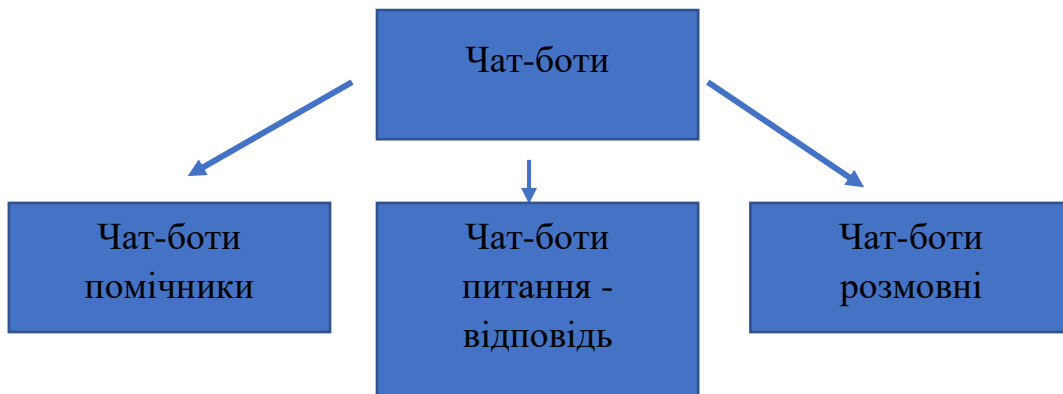 Чат-боти
Чат-боти
помічники
Чат-боти
питання -
відповідь
Чат-боти
розмовні